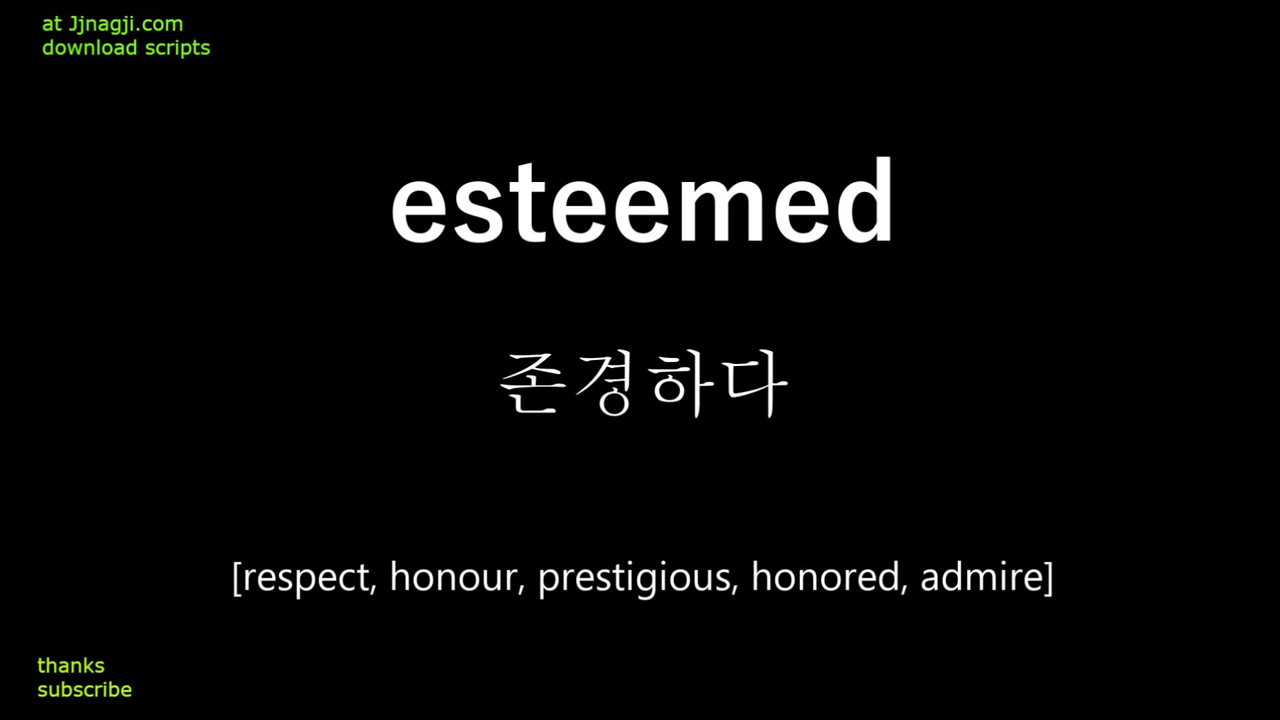 at Jjnagji.com
download scripts
esteemed
존경하다
[respect, honour, prestigious, honored, admire]
thanks
subscribe